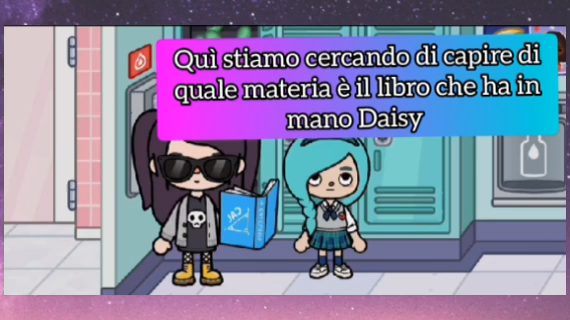 Quì stiamo cercando di capire di
quale materia è il libro che ha in
mano Daisy